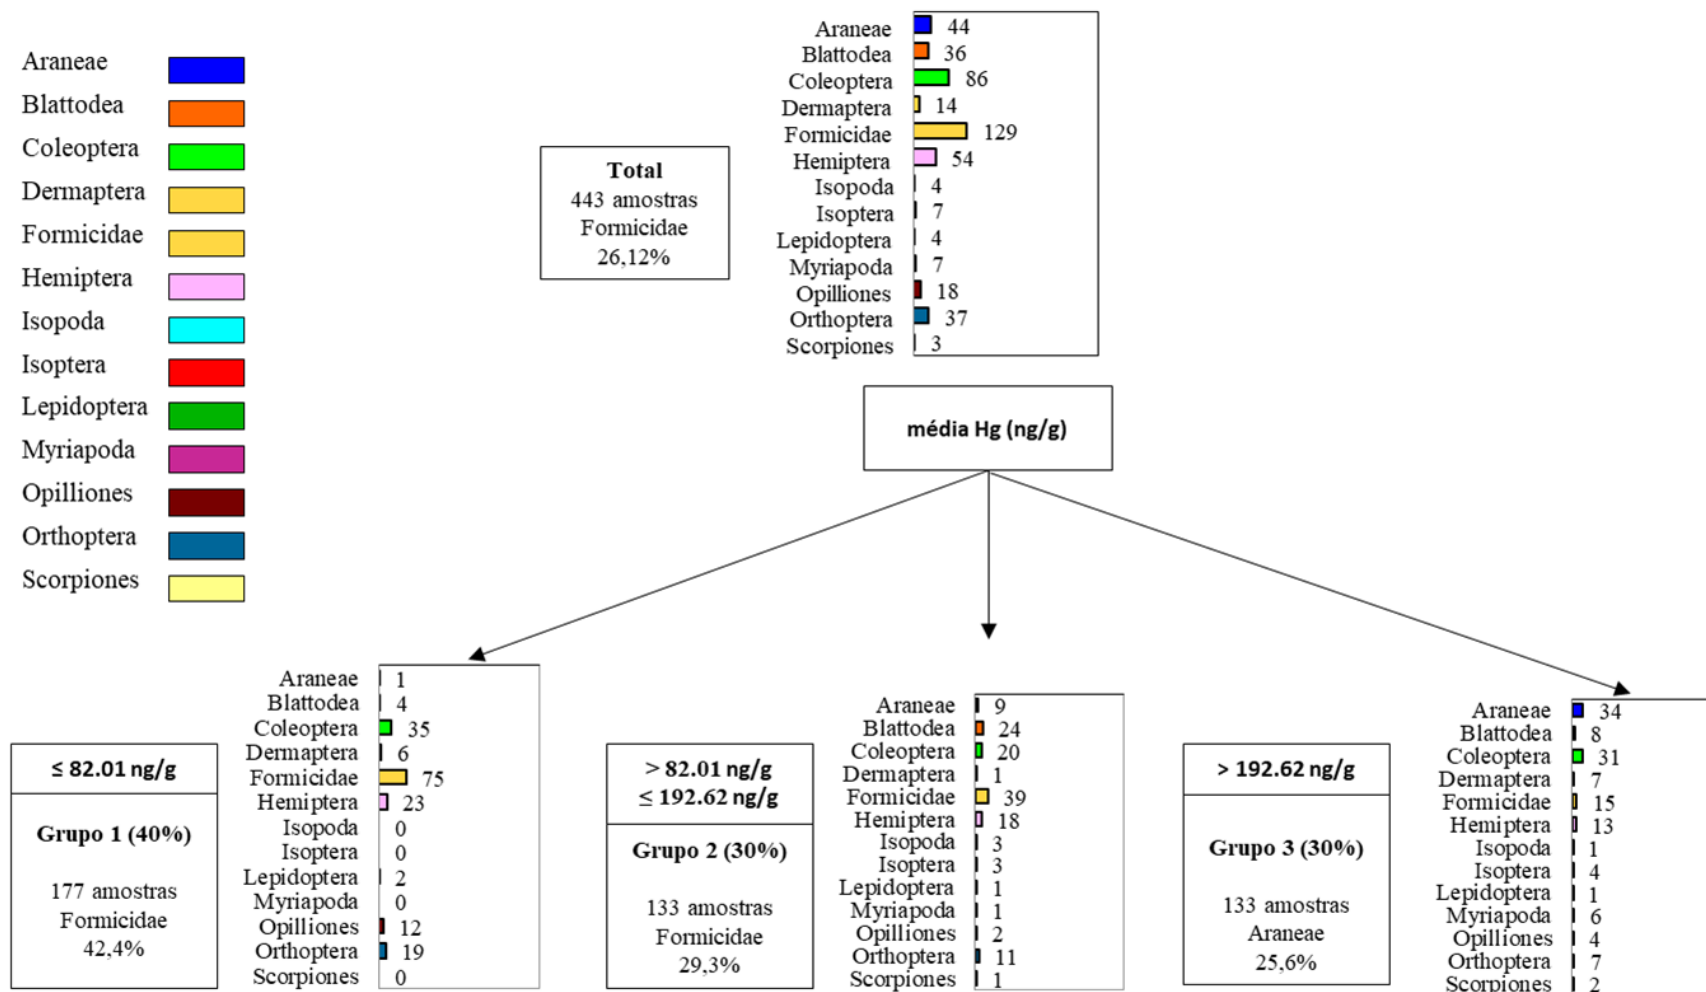 Araneae
Blattodea
Coleoptera
Dermaptera
Formicidae
Hemiptera
Isopoda
Isoptera
Lepidoptera
Myriapoda
Opilliones
Orthoptera
Scorpiones
Total
443 amostras
Formicidae
26,12%
Araneae 44
Blattodea 36
Coleoptera 86
Dermaptera 14
Formicidae 129
Hemiptera 54
Isopoda 4
Isoptera 7
Lepidoptera 4
Myriapoda 7
Opilliones 18
Orthoptera 37
Scorpiones 3
média Hg (ng/g)
≤ 82.01 ng/g
Grupo 1 (40%)
177 amostras
Formicidae
42,4%
Araneae 1
Blattodea 4
Coleoptera 35
Dermaptera 6
Formicidae 75
Hemiptera 23
Isopoda 0
Isoptera 0
Lepidoptera 2
Myriapoda 0
Opilliones 12
Orthoptera 19
Scorpiones 0
> 82.01 ng/g
≤ 192.62 ng/g
Grupo 2 (30%)
133 amostras
Formicidae
29,3%
Araneae 9
Blattodea 24
Coleoptera 20
Dermaptera 1
Formicidae 39
Hemiptera 18
Isopoda 3
Isoptera 3
Lepidoptera 1
Myriapoda 1
Opilliones 2
Orthoptera 11
Scorpiones 1
> 192.62 ng/g
Grupo 3 (30%)
133 amostras
Araneae
25,6%
Araneae 34
Blattodea 8
Coleoptera 31
Dermaptera 7
Formicidae 15
Hemiptera 13
Isopoda 1
Isoptera 4
Lepidoptera 1
Myriapoda 6
Opilliones 4
Orthoptera 7
Scorpiones 2